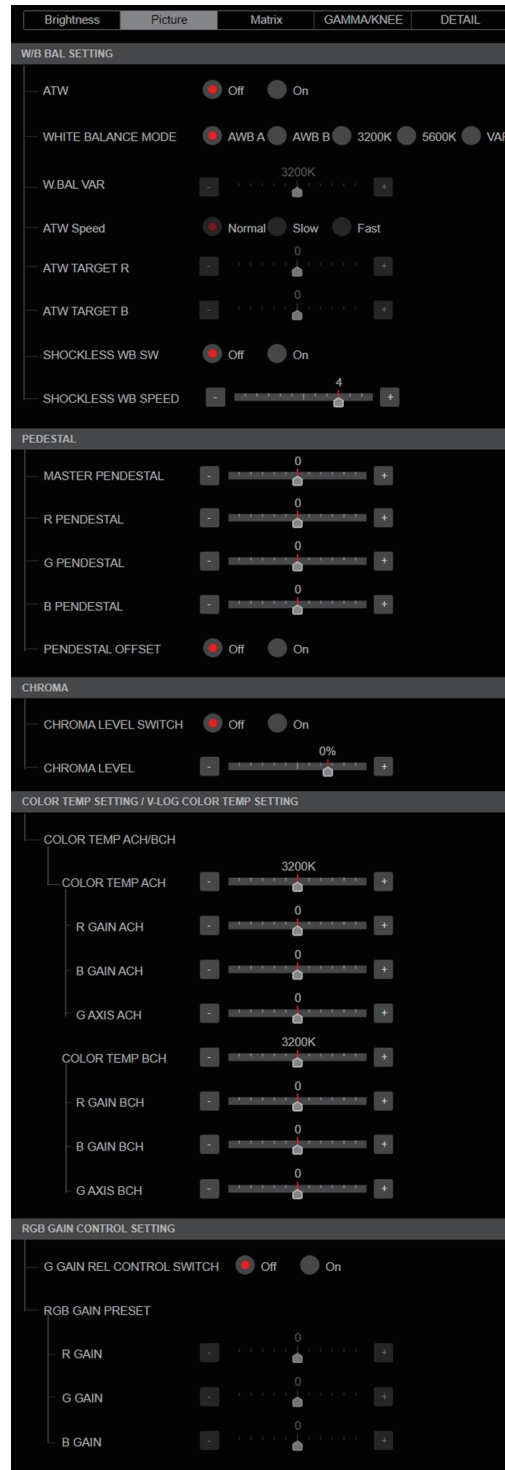 Brightness Picture Matrix GAMMA/KNEE DETAIL
W/B BAL SETTING
ATW Off On
WHITE BALANCE MODE AWB A AWB B 3200K 5600K VAR
3200K
W.BAL VAR - +
ATW Speed Normal Slow Fast
0
ATW TARGET R - +
0
ATW TARGET B - +
SHOCKLESS WB SW Off On
4
SHOCKLESS WB SPEED - +
PEDESTAL
0
MASTER PENDESTAL - +
0
R PENDESTAL - +
0
G PENDESTAL - +
0
B PENDESTAL - +
PENDESTAL OFFSET Off On
CHROMA
CHROMA LEVEL SWITCH Off On
0%
CHROMA LEVEL - +
COLOR TEMP SETTING / V-LOG COLOR TEMP SETTING
COLOR TEMP ACH/BCH
3200K
COLOR TEMP ACH - +
0
R GAIN ACH - +
0
B GAIN ACH - +
0
G AXIS ACH - +
3200K
COLOR TEMP BCH - +
0
R GAIN BCH - +
0
B GAIN BCH - +
0
G AXIS BCH - +
RGB GAIN CONTROL SETTING
G GAIN REL CONTROL SWITCH Off On
RGB GAIN PRESET
0
R GAIN - +
0
G GAIN - +
0
B GAIN - +